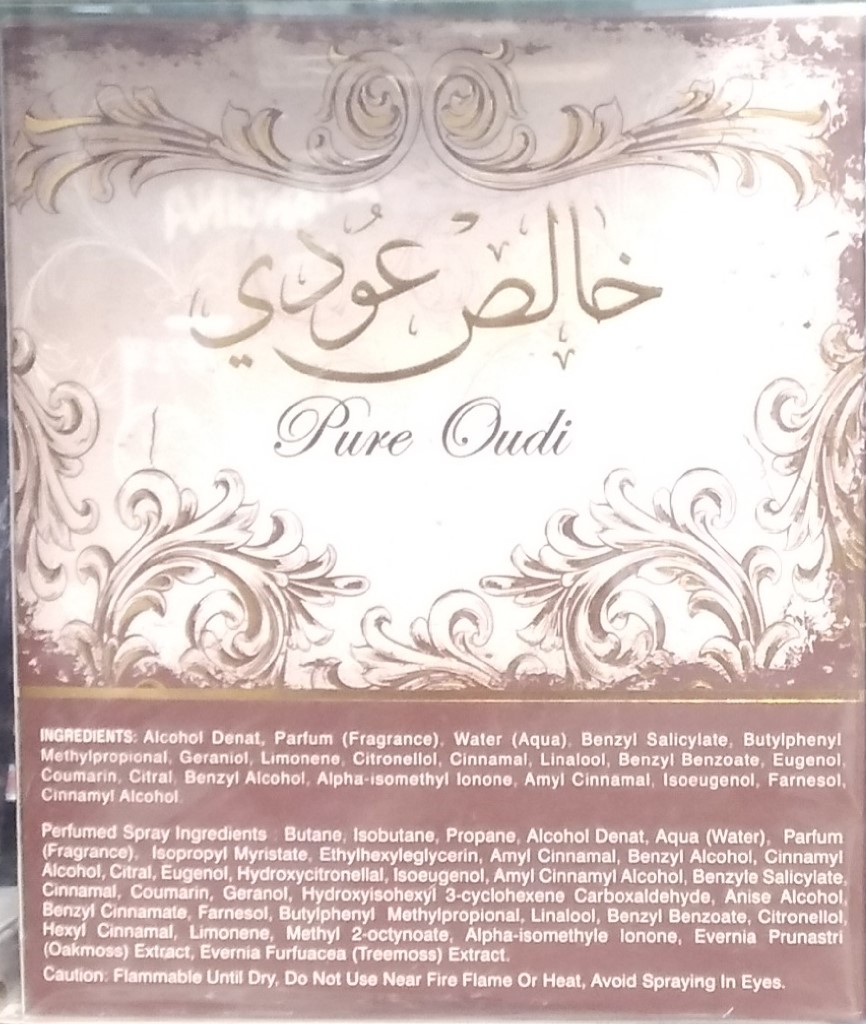 خالص عودي
Pure Oudi
INGREDIENTS: Alcohol Denat, Parfum (Fragrance), Water (Aqua), Benzyl Salicylate, Butylphenyl
Methylpropional, Geraniol, Limonene, Citronellol, Cinnamal, Linalool, Benzyl Benzoate, Eugenol,
Coumarin, Citral, Benzyl Alcohol, Alpha-isomethyl Ionone, Amyl Cinnamal, Isoeugenol, Farnesol,
Cinnamyl Alcohol
Perfumed Spray Ingredients : Butane, Isobutane, Propane, Alcohol Denat, Aqua (Water), Parfum
(Fragrance), Isopropyl Myristate, Ethylhexyleglycerin, Amyl Cinnamal, Benzyl Alcohol, Cinnamyl
Alcohol, Citral, Eugenol, Hydroxycitronellal, Isoeugenol, Amyl Cinnamyl Alcohol, Benzyle Salicylate,
Cinnamal, Coumarin, Geranol, Hydroxyisohexyl 3-cyclohexene Carboxaldehyde, Anise Alcohol,
Benzyl Cinnamate, Farnesol, Butylphenyl Methylpropional, Linalool, Benzyl Benzoate, Citronellol,
Hexyl Cinnamal, Limonene, Methyl 2-octynoate, Alpha-isomethyle Ionone, Evernia Prunastri
(Oakmoss) Extract, Evernia Furfuacea (Treemoss) Extract.
Caution: Flammable Until Dry, Do Not Use Near Fire Flame Or Heat, Avoid Spraying In Eyes.